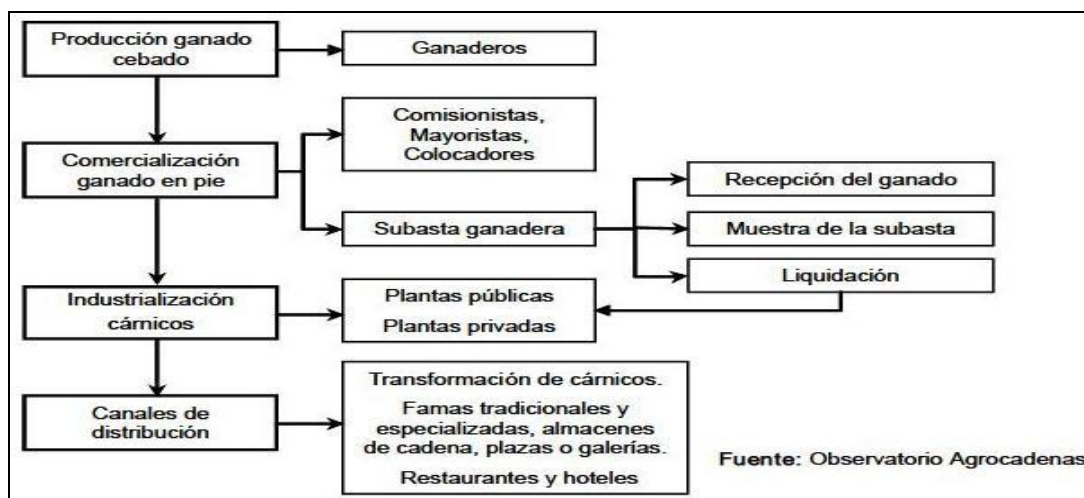 Producción ganado
cebado
Ganaderos
Comisionistas,
Mayoristas,
Colocadores
Comercialización
ganado en pie
Recepción del ganado
Subasta ganadera
Muestra de la subasta
Liquidación
Industrialización
cárnicos
Plantas públicas
Plantas privadas
Transformación de cárnicos.
Famas tradicionales y
especializadas, almacenes
de cadena, plazas o galerías.
Restaurantes y hoteles
Canales de
distribución
Fuente: Observatorio Agrocadenas